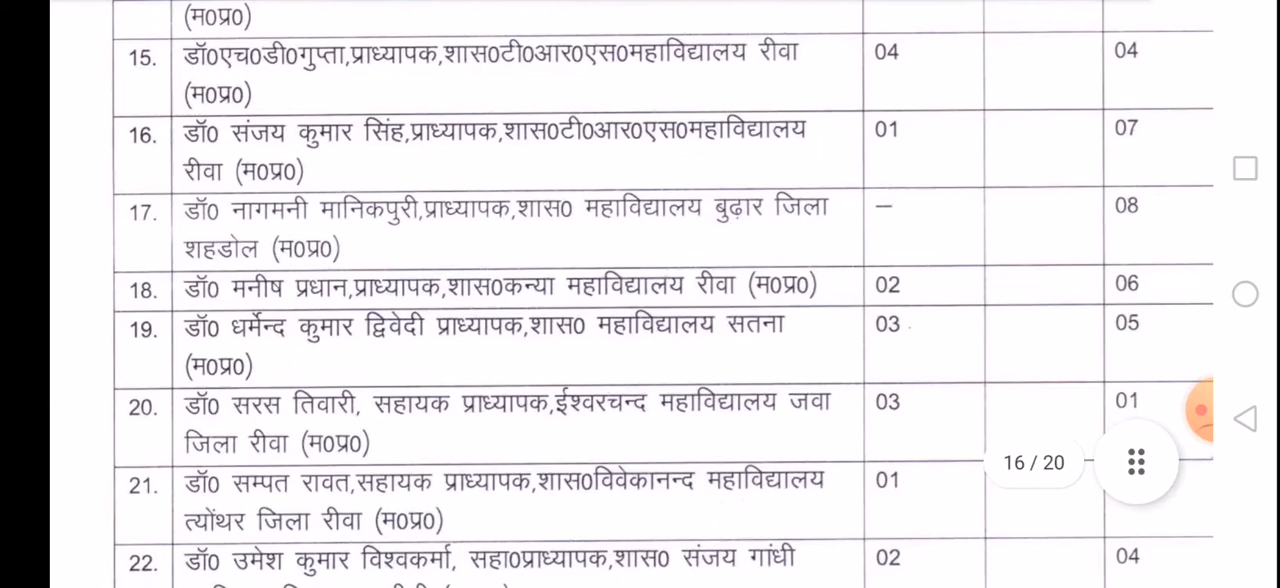 (म0प्र0)
15. डॉ0एच0डी0गुप्ता,प्राध्यापक,शास0टी0आर0एस0महाविद्यालय रीवा 04 04
(म0प्र0)
16. डॉ0 संजय कुमार सिंह,प्राध्यापक,शास0टी0आर0एस0महाविद्यालय 01 07
रीवा (म0प्र0)
17. डॉ0 नागमनी मानिकपुरी,प्राध्यापक,शास0 महाविद्यालय बुढ़ार जिला – 08
शहडोल (म0प्र0)
18. डॉ0 मनीष प्रधान,प्राध्यापक,शास0कन्या महाविद्यालय रीवा (म0प्र0) 02 06
19. डॉ0 धर्मेन्द कुमार द्विवेदी प्राध्यापक,शास0 महाविद्यालय सतना 03 05
(म0प्र0)
20. डॉ0 सरस तिवारी, सहायक प्राध्यापक,ईश्वरचन्द महाविद्यालय जवा 03 01
जिला रीवा (म0प्र0)
16 / 20
21. डॉ0 सम्पत रावत,सहायक प्राध्यापक,शास0विवेकानन्द महाविद्यालय 01
त्योंथर जिला रीवा (म0प्र0)
22. डॉ0 उमेश कुमार विश्वकर्मा, सहा0प्राध्यापक,शास0 संजय गांधी 02 04